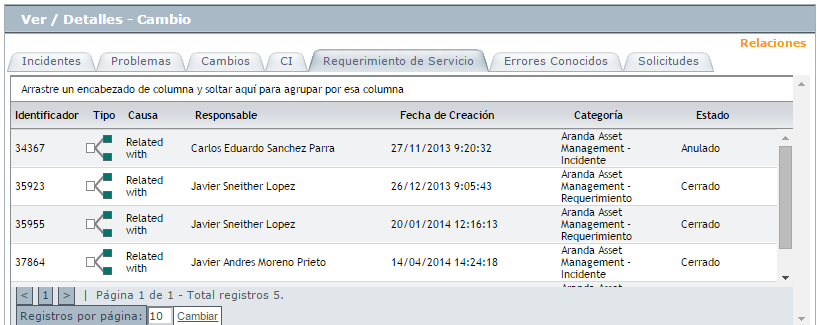 Ver / Detalles - Cambio
Relaciones
Incidentes Problemas Cambios CI Requerimiento de Servicio Errores Conocidos Solicitudes
Arrastre un encabezado de columna y soltar aquí para agrupar por esa columna
Identificador Tipo Causa Responsable Fecha de Creación Categoría Estado
34367 Related with Carlos Eduardo Sanchez Parra 27/11/2013 9:20:32 Aranda Asset Management - Incidente Anulado
35923 Related with Javier Sneither Lopez 26/12/2013 9:05:43 Aranda Asset Management - Requerimiento Cerrado
35955 Related with Javier Sneither Lopez 20/01/2014 12:16:13 Aranda Asset Management - Requerimiento Cerrado
37864 Related with Javier Andres Moreno Prieto 14/04/2014 14:24:18 Aranda Asset Management - Incidente Cerrado
< 1 > | Página 1 de 1 - Total registros 5.
Registros por página: 10 Cambiar